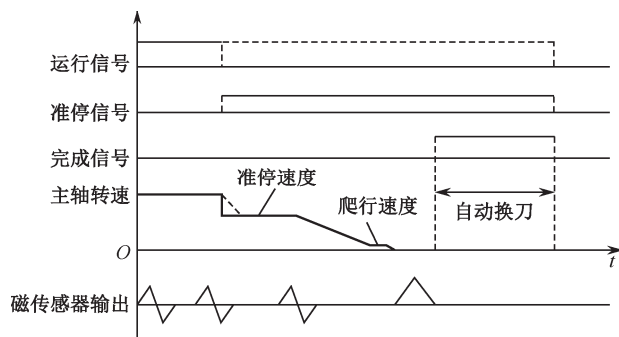 运行信号
准停信号
完成信号
主轴转速
准停速度
爬行速度
自动换刀
O
t
磁传感器输出